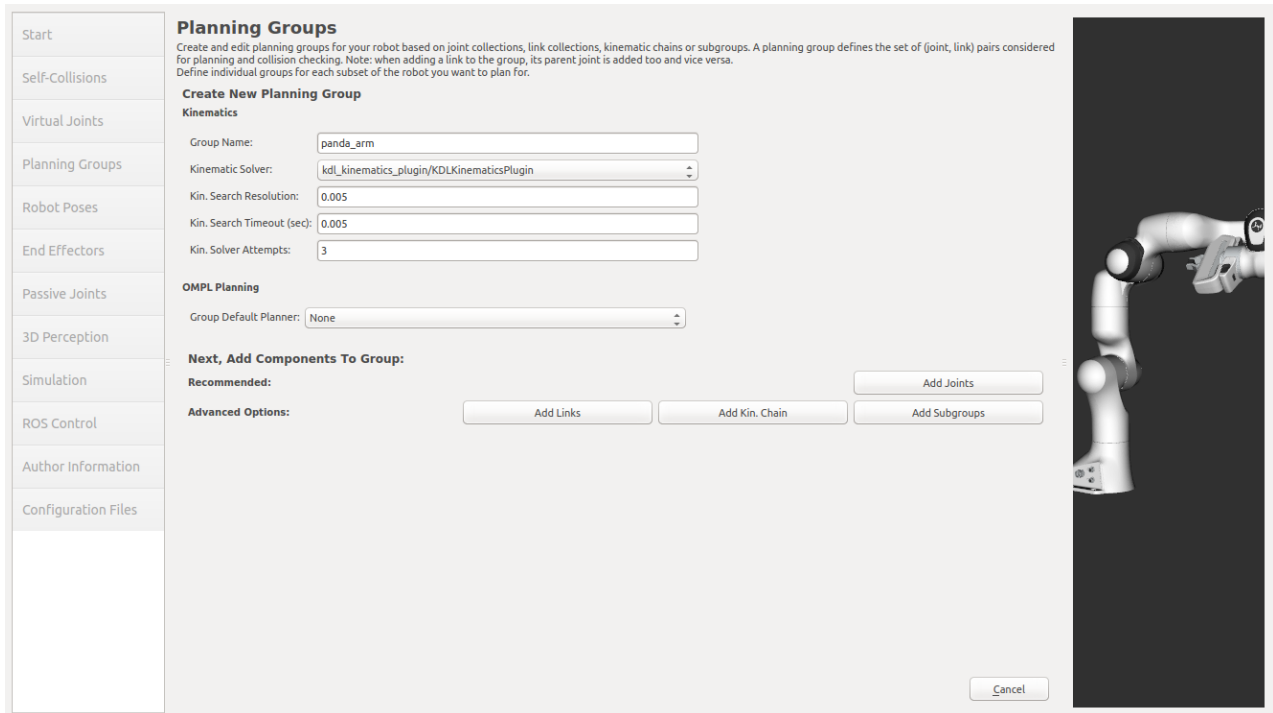 Start
Self-Collisions
Virtual Joints
Planning Groups
Robot Poses
End Effectors
Passive Joints
3D Perception
Simulation
ROS Control
Author Information
Configuration Files
Planning Groups
Create and edit planning groups for your robot based on joint collections, link collections, kinematic chains or subgroups. A planning group defines the set of (joint, link) pairs considered
for planning and collision checking. Note: when adding a link to the group, its parent joint is added too and vice versa.
Define individual groups for each subset of the robot you want to plan for.
Create New Planning Group
Kinematics
Group Name: panda_arm
Kinematic Solver: kdl_kinematics_plugin/KDLKinematicsPlugin
Kin. Search Resolution: 0.005
Kin. Search Timeout (sec): 0.005
Kin. Solver Attempts: 3
OMPL Planning
Group Default Planner: None
Next, Add Components To Group:
Recommended: Add Joints
Advanced Options: Add Links Add Kin. Chain Add Subgroups
Cancel